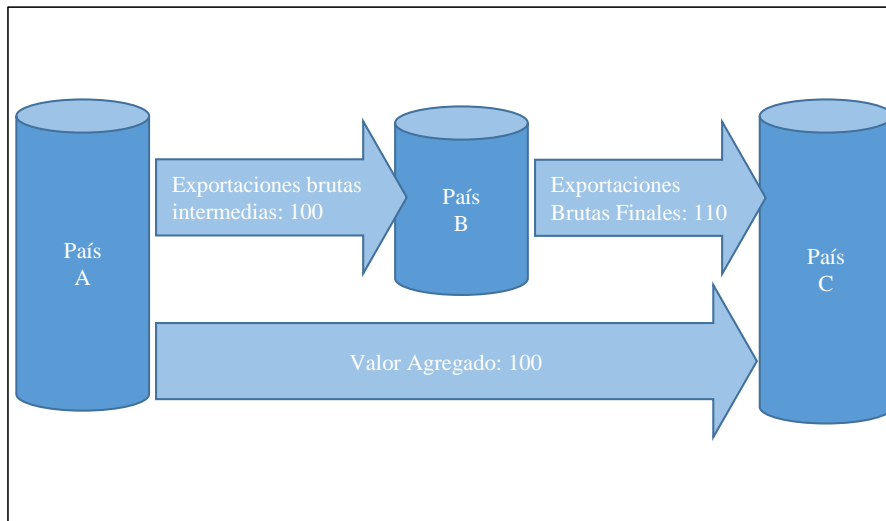 País
A
Exportaciones brutas
intermedias: 100
País
B
Exportaciones
Brutas Finales: 110
País
C
Valor Agregado: 100